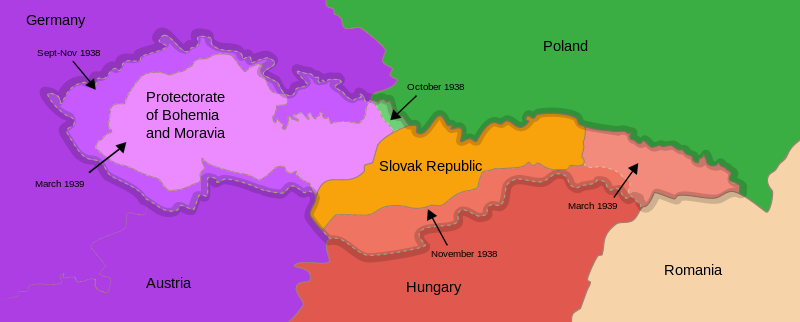 Germany
Poland
Sept-Nov 1938
October 1938
Protectorate
of Bohemia
and Moravia
Slovak Republic
March 1939
March 1939
November 1938
Romania
Austria
Hungary